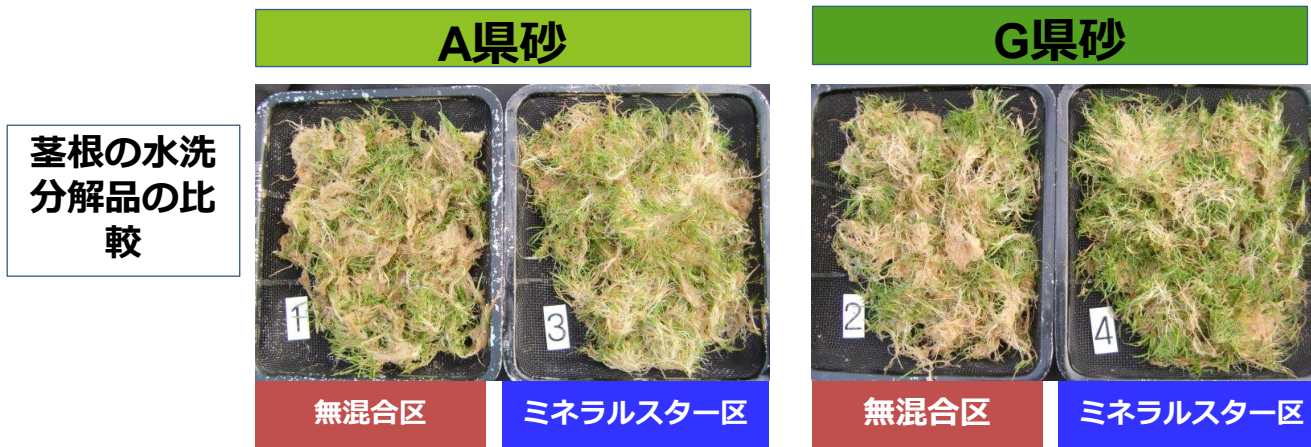 A県砂
G県砂
茎根の水洗
分解品の比
較
1
3
2
4
無混合区
ミネラルスター区
無混合区
ミネラルスター区